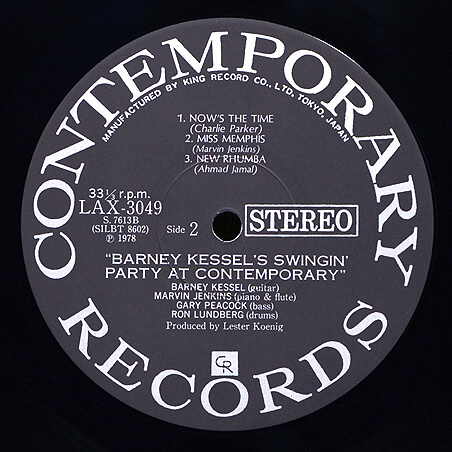 CONTEMPORARY
MANUFACTURED BY KING RECORD CO., LTD. TOKYO, JAPAN
1. NOW'S THE TIME
(Charlie Parker)
2. MISS MEMPHIS
(Marvin Jenkins)
3. NEW RHUMBA
(Ahmad Jamal)
33⅓ r.p.m.
LAX-3049
S. 7613B
(SILBT 8602)
Ⓟ 1978
Side 2
STEREO
"BARNEY KESSEL'S SWINGIN'
PARTY AT CONTEMPORARY"
BARNEY KESSEL (guitar)
MARVIN JENKINS (piano & flute)
GARY PEACOCK (bass)
RON LUNDBERG (drums)
Produced by Lester Koenig
CR
RECORDS